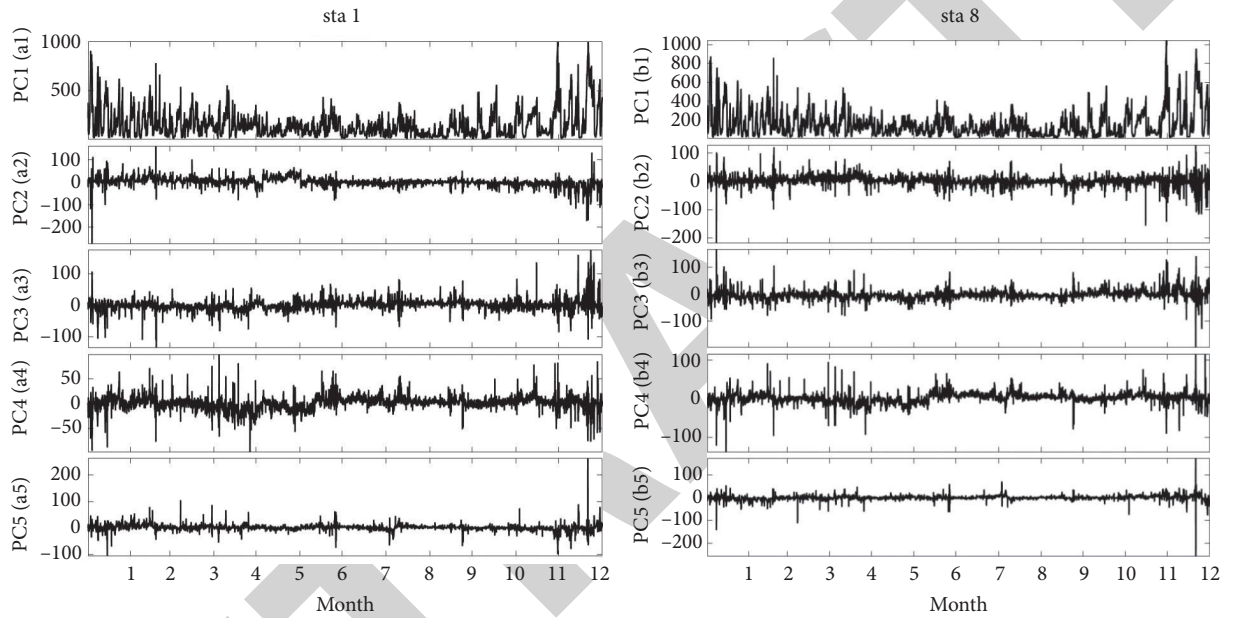 sta 1
PC1 (a1)
1000
500
PC2 (a2)
100
0
−100
−200
PC3 (a3)
100
0
−100
PC4 (a4)
50
0
−50
PC5 (a5)
200
100
0
−100
1 2 3 4 5 6 7 8 9 10 11 12
Month
sta 8
PC1 (b1)
1000
800
600
400
200
PC2 (b2)
100
0
−100
−200
PC3 (b3)
100
0
−100
PC4 (b4)
100
0
−100
PC5 (b5)
100
0
−100
−200
1 2 3 4 5 6 7 8 9 10 11 12
Month